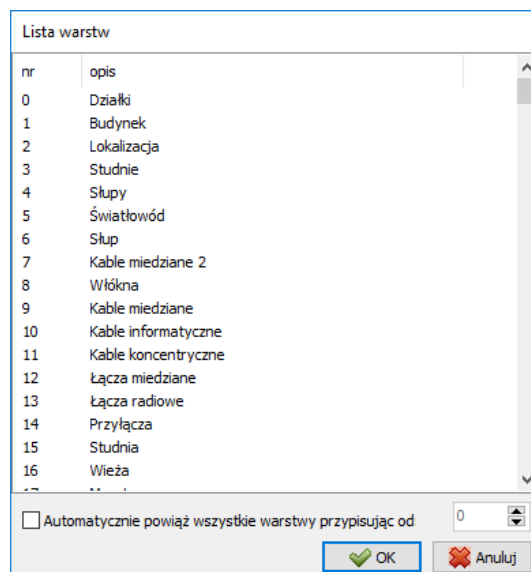 Lista warstw
nr opis
0 Działki
1 Budynek
2 Lokalizacja
3 Studnie
4 Słupy
5 Światłowód
6 Słup
7 Kable miedziane 2
8 Włókna
9 Kable miedziane
10 Kable informatyczne
11 Kable koncentryczne
12 Łącza miedziane
13 Łącza radiowe
14 Przyłącza
15 Studnia
16 Wieża
Automatycznie powiąż wszystkie warstwy przypisując od: 0
OK Anuluj